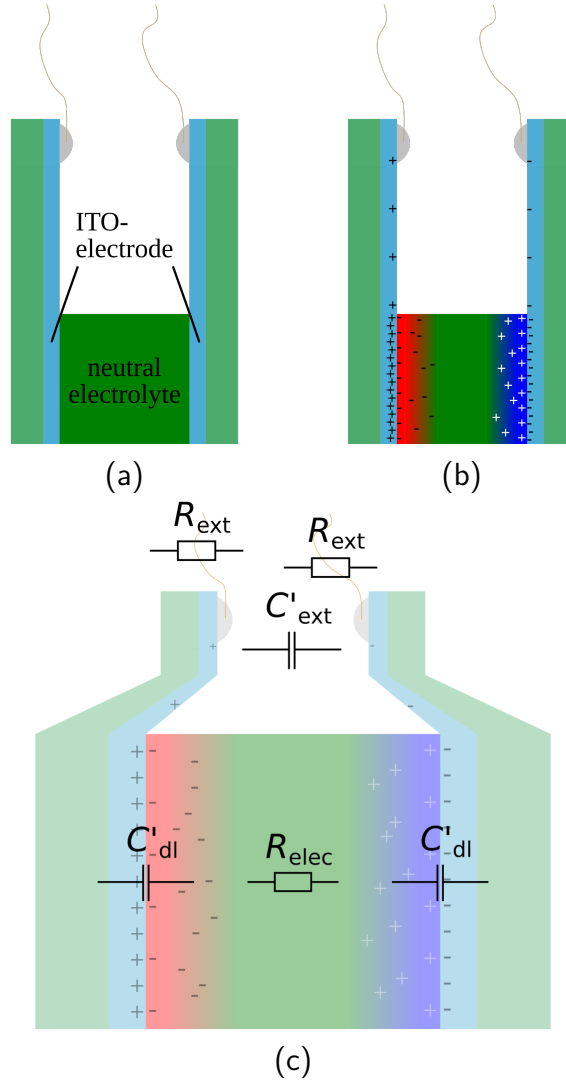 ITO-
electrode
neutral
electrolyte
(a)
(b)
R_ext
R_ext
C'_ext
C'_dl
R_elec
C'_dl
(c)